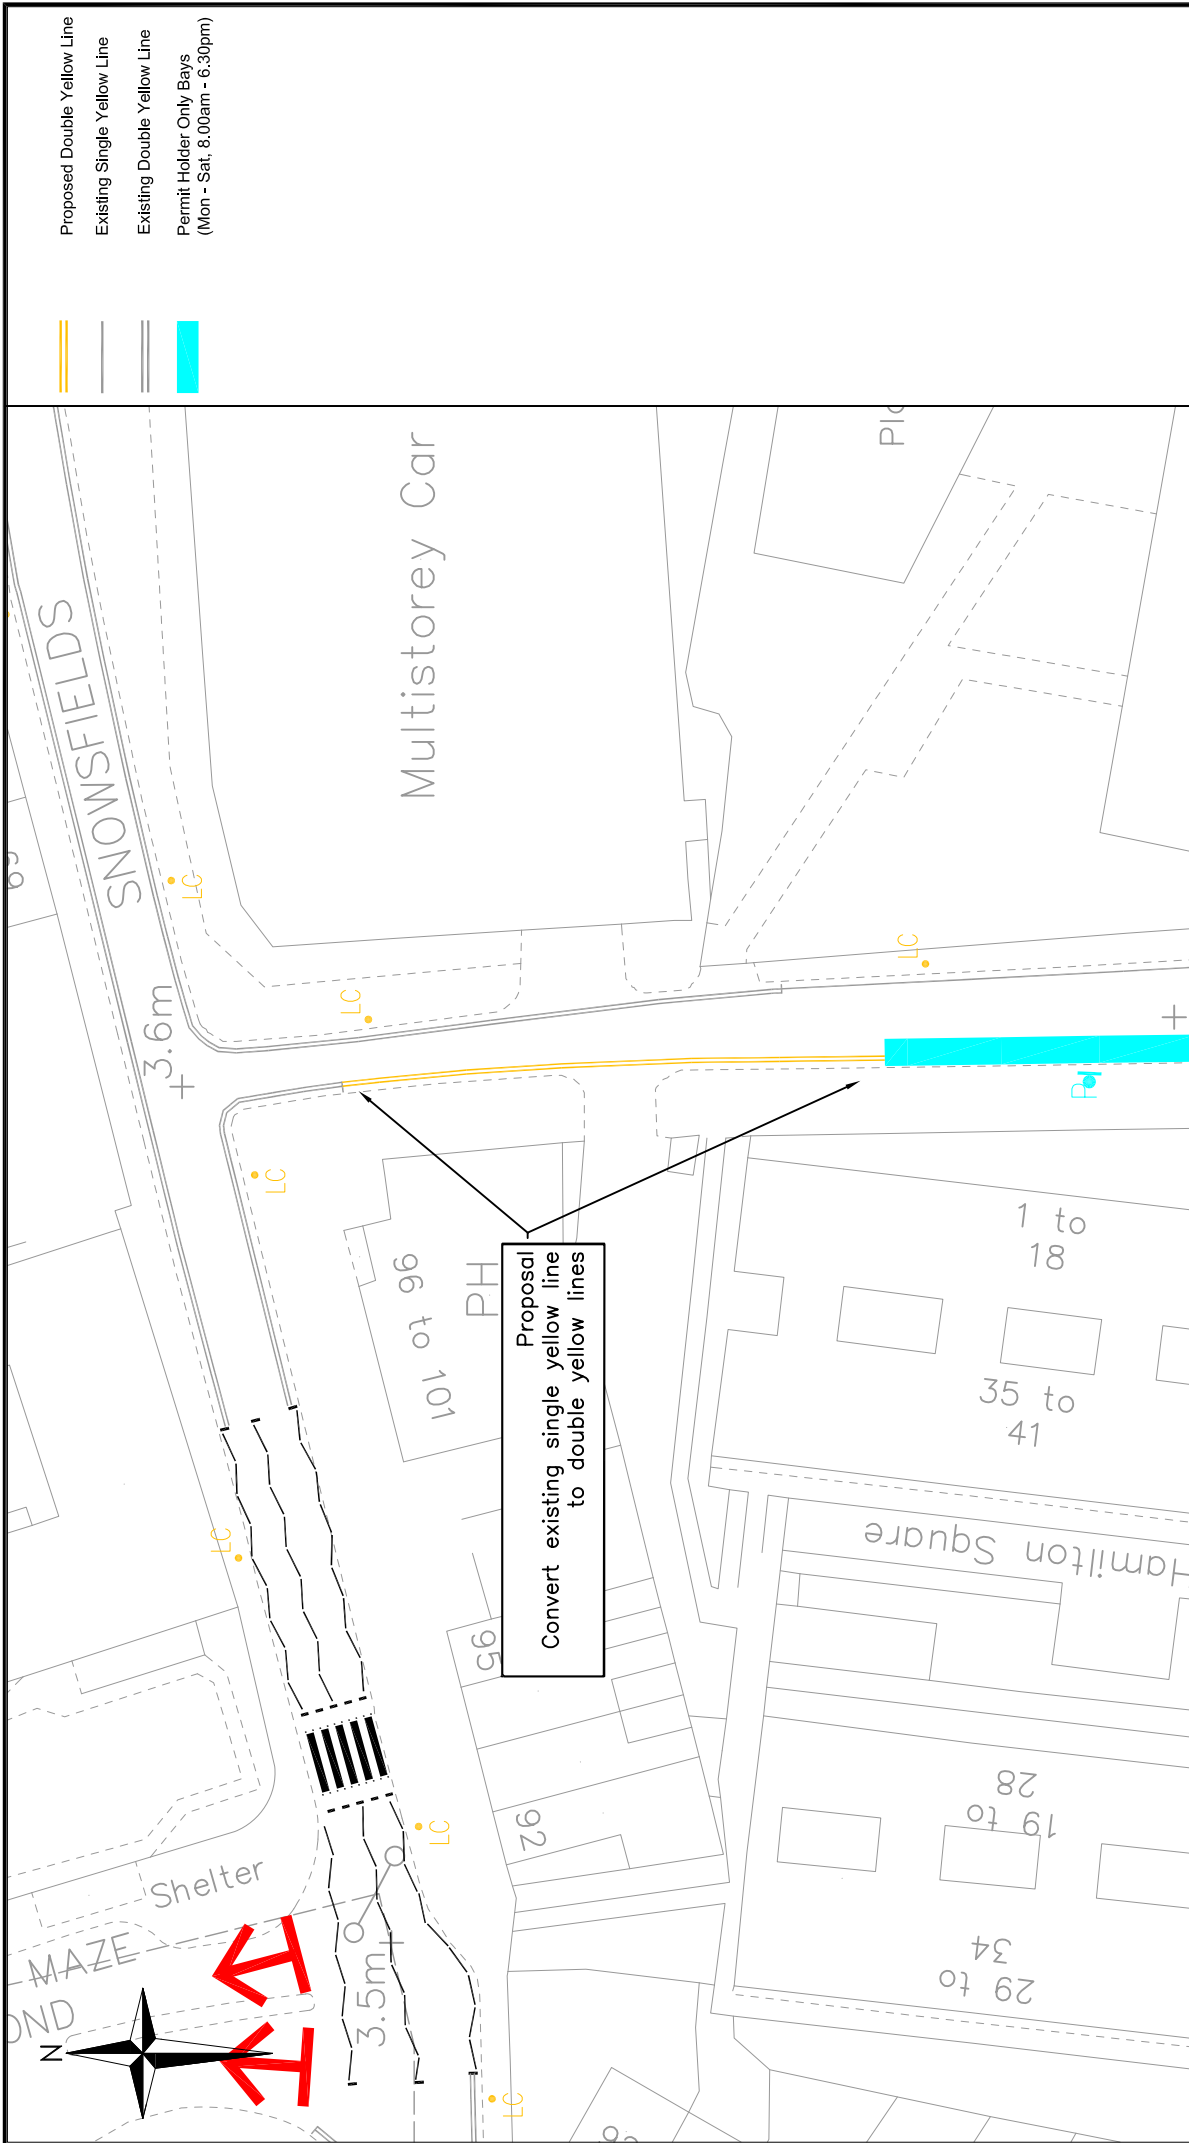 Proposed Double Yellow Line
Existing Single Yellow Line
Existing Double Yellow Line
Permit Holder Only Bays
(Mon - Sat, 8.00am - 6.30pm)
SNOWSFIELDS
Multistorey Car
LC
3.6m
LC
LC
LC
96 to 101
PH
Proposal
Convert existing single yellow line
to double yellow lines
1 to
18
35 to
41
Hamilton Square
LC
95
92
LC
19 to
28
29 to
34
Shelter
MAZE
3.5m
N
LC